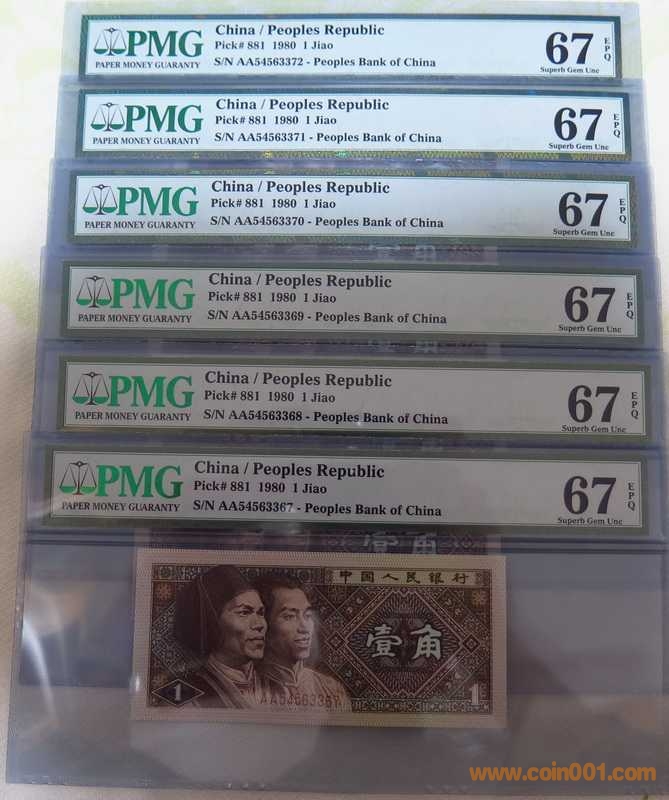 PMG
PAPER MONEY GUARANTY
China / Peoples Republic
Pick# 881 1980 1 Jiao
S/N AA54563372 - Peoples Bank of China
67
EPQ
Superb Gem Unc
PMG
PAPER MONEY GUARANTY
China / Peoples Republic
Pick# 881 1980 1 Jiao
S/N AA54563371 - Peoples Bank of China
67
EPQ
Superb Gem Unc
PMG
PAPER MONEY GUARANTY
China / Peoples Republic
Pick# 881 1980 1 Jiao
S/N AA54563370 - Peoples Bank of China
67
EPQ
Superb Gem Unc
PMG
PAPER MONEY GUARANTY
China / Peoples Republic
Pick# 881 1980 1 Jiao
S/N AA54563369 - Peoples Bank of China
67
EPQ
Superb Gem Unc
PMG
PAPER MONEY GUARANTY
China / Peoples Republic
Pick# 881 1980 1 Jiao
S/N AA54563368 - Peoples Bank of China
67
EPQ
Superb Gem Unc
PMG
PAPER MONEY GUARANTY
China / Peoples Republic
Pick# 881 1980 1 Jiao
S/N AA54563367 - Peoples Bank of China
67
EPQ
Superb Gem Unc
壹角
中国人民银行
壹角
1
AA54563367
1
www.coin001.com